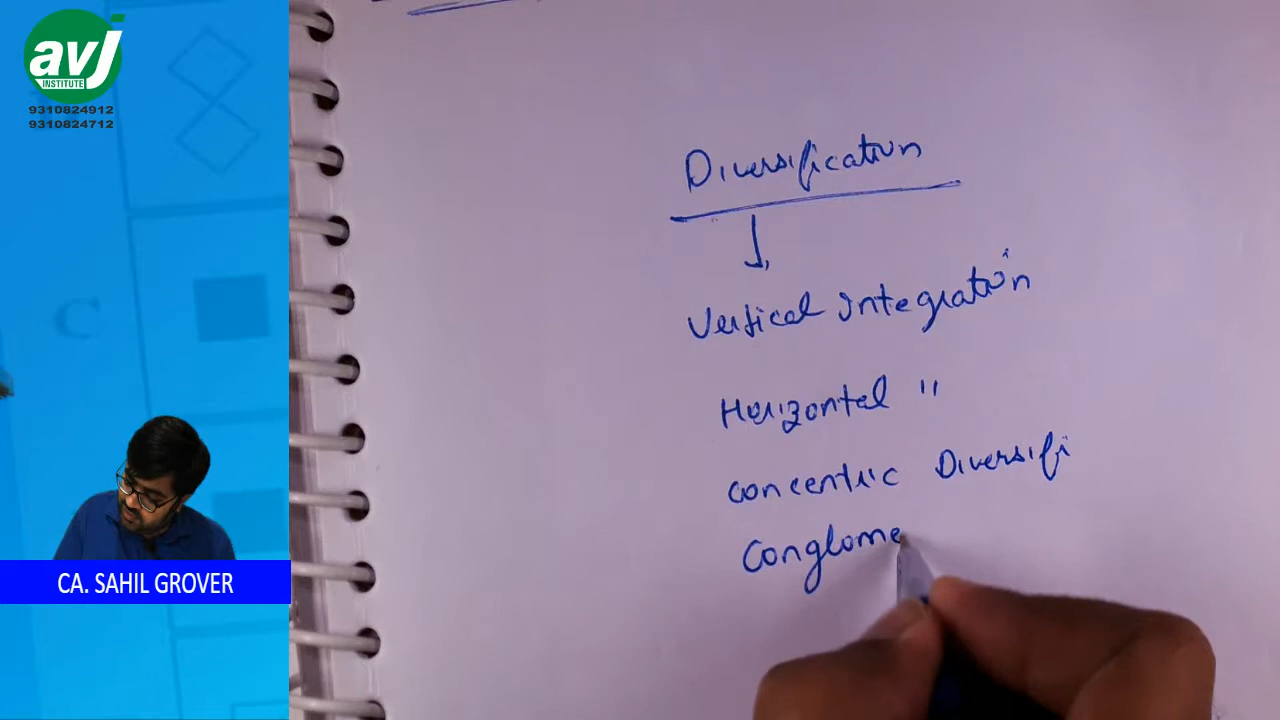 avj
INSTITUTE
9310824912
9310824712
Diversification
Vertical Integration
Horizontal "
Concentric Diversifi
Conglome
C
CA. SAHIL GROVER